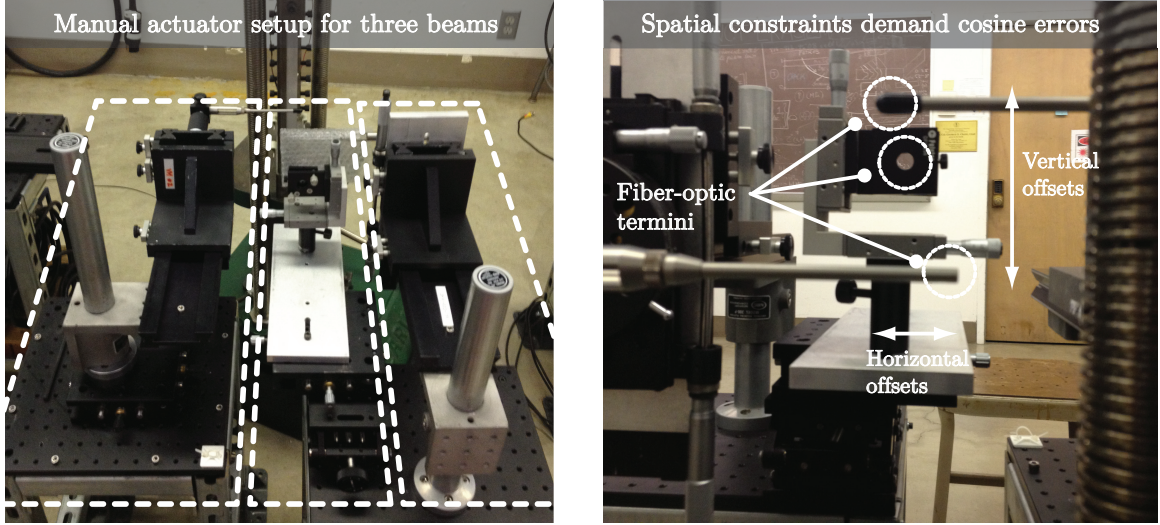 Manual actuator setup for three beams
Spatial constraints demand cosine errors
Fiber-optic
termini
Vertical
offsets
Horizontal
offsets